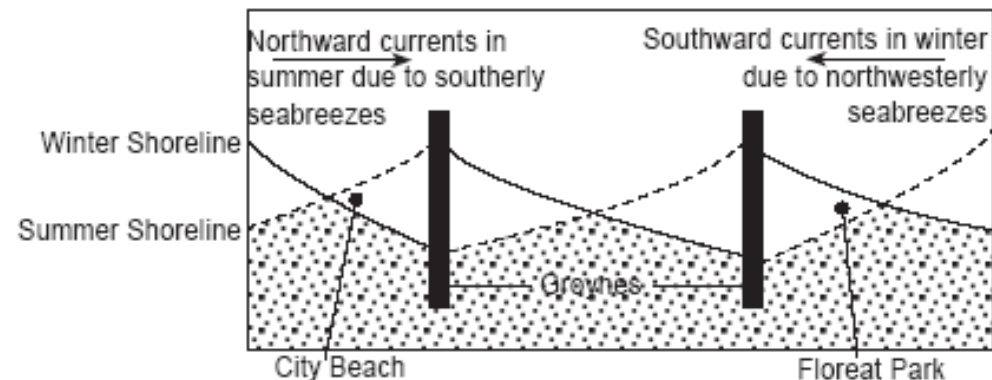 Northward currents in
summer due to southerly
seabreezes
Southward currents in winter
due to northwesterly
seabreezes
Winter Shoreline
Summer Shoreline
Groynes
City Beach
Floreat Park